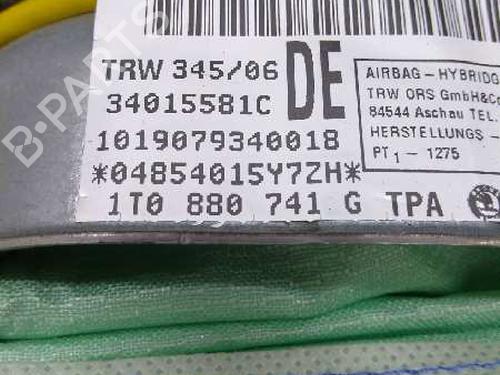 TRW 345/06
34015581C
DE
1019079340018
*04854015Y7ZH*
1T0 880 741 G TPA
AIRBAG - HYBRIDG
TRW ORS GmbH&Co
84544 Aschau TEL.
HERSTELLUNGS -
PT1 - 1275
B-PARTS